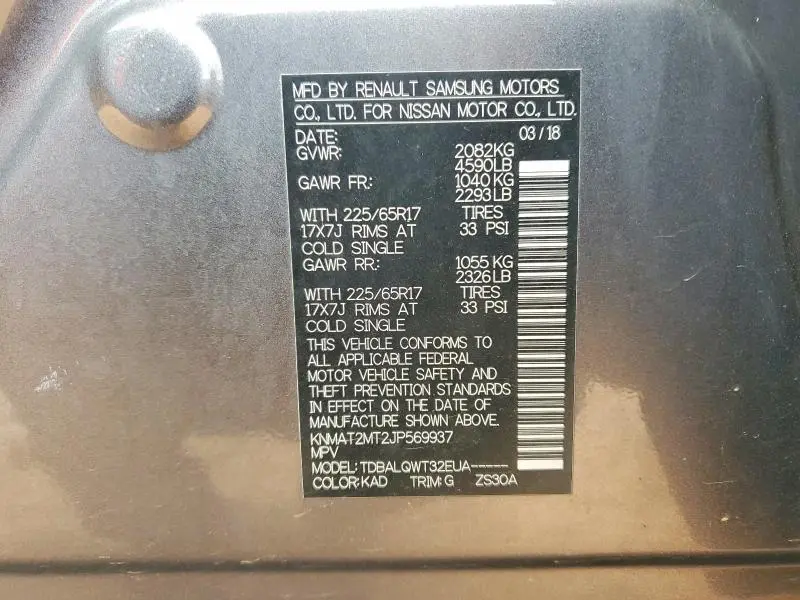 MFD BY RENAULT SAMSUNG MOTORS
CO., LTD. FOR NISSAN MOTOR CO., LTD.
DATE: 03/18
GVWR: 2082KG
4590LB
GAWR FR.: 1040KG
2293LB
WITH 225/65R17 TIRES
17X7J RIMS AT 33 PSI
COLD SINGLE
GAWR RR.: 1055KG
2326LB
WITH 225/65R17 TIRES
17X7J RIMS AT 33 PSI
COLD SINGLE
THIS VEHICLE CONFORMS TO
ALL APPLICABLE FEDERAL
MOTOR VEHICLE SAFETY AND
THEFT PREVENTION STANDARDS
IN EFFECT ON THE DATE OF
MANUFACTURE SHOWN ABOVE.
KNMAT2MT2JP569937
MPV
MODEL: TDBALQWT32EUA-----
COLOR: KAD TRIM: G ZS30A